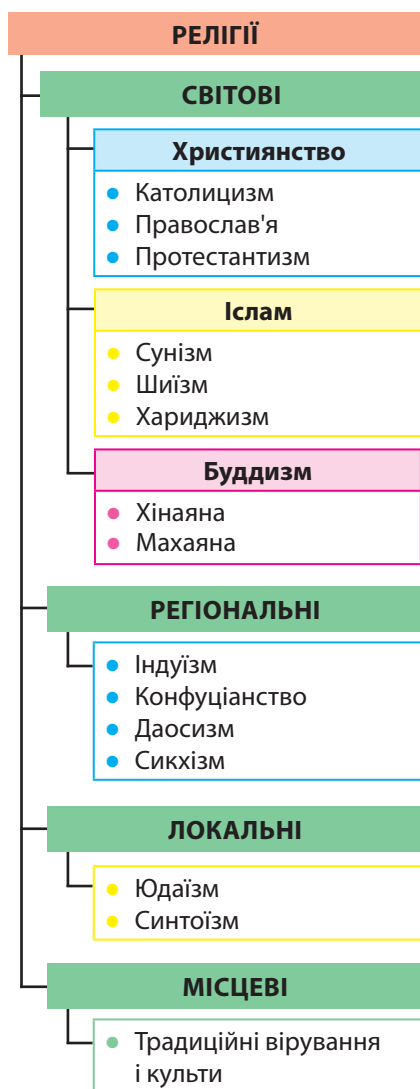 РЕЛІГІЇ
СВІТОВІ
Християнство
● Католицизм
● Православ'я
● Протестантизм
Іслам
● Сунізм
● Шиїзм
● Хариджизм
Буддизм
● Хінаяна
● Махаяна
РЕГІОНАЛЬНІ
● Індуїзм
● Конфуціанство
● Даосизм
● Сикхізм
ЛОКАЛЬНІ
● Юдаїзм
● Синтоїзм
МІСЦЕВІ
● Традиційні вірування
і культи